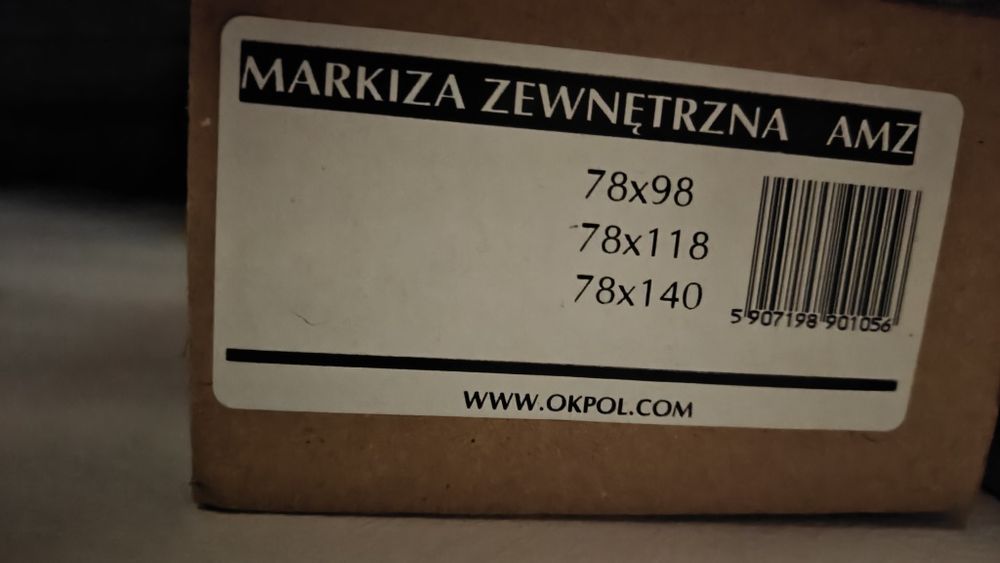 MARKIZA ZEWNĘTRZNA AMZ
78x98
78x118
78x140
5 907198 901056
WWW.OKPOL.COM